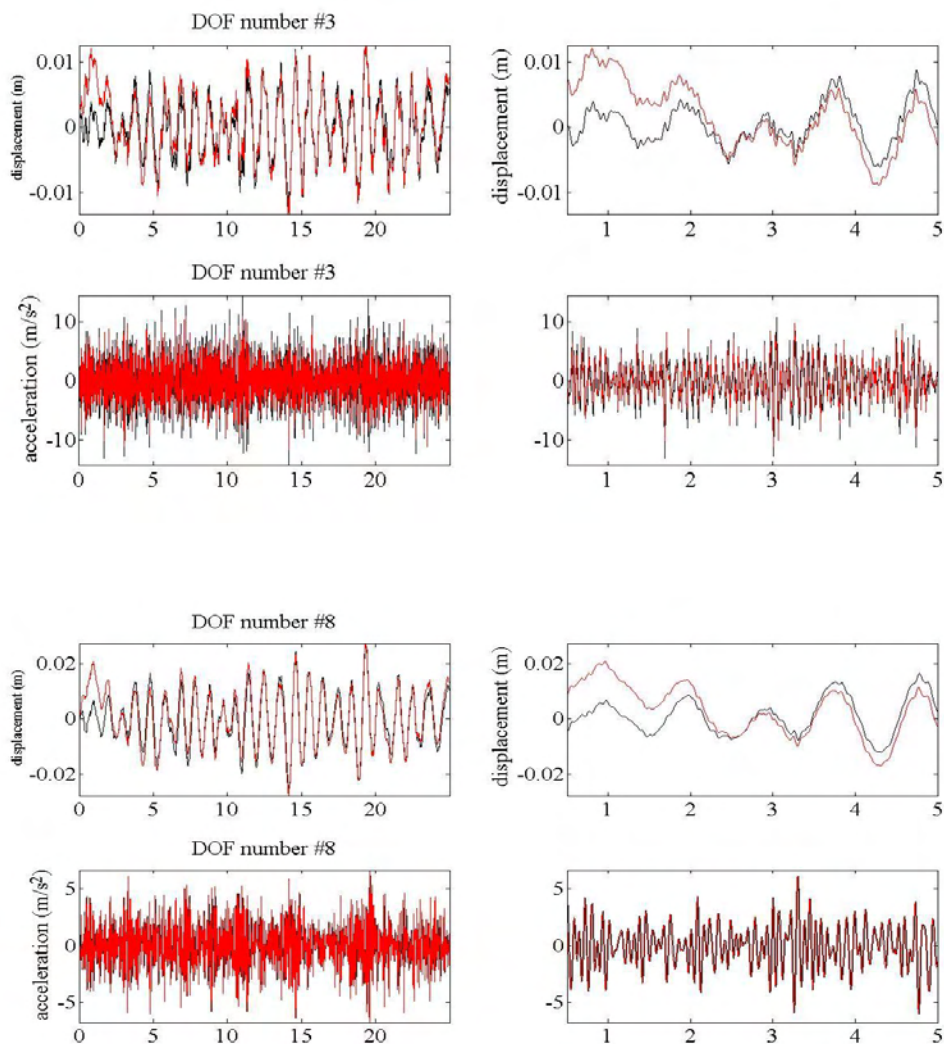 DOF number #3
displacement (m)
0.01
0
-0.01
0 5 10 15 20
displacement (m)
0.01
0
-0.01
1 2 3 4 5
DOF number #3
acceleration (m/s²)
10
0
-10
0 5 10 15 20
10
0
-10
1 2 3 4 5
DOF number #8
displacement (m)
0.02
0
-0.02
0 5 10 15 20
displacement (m)
0.02
0
-0.02
1 2 3 4 5
DOF number #8
acceleration (m/s²)
5
0
-5
0 5 10 15 20
5
0
-5
1 2 3 4 5